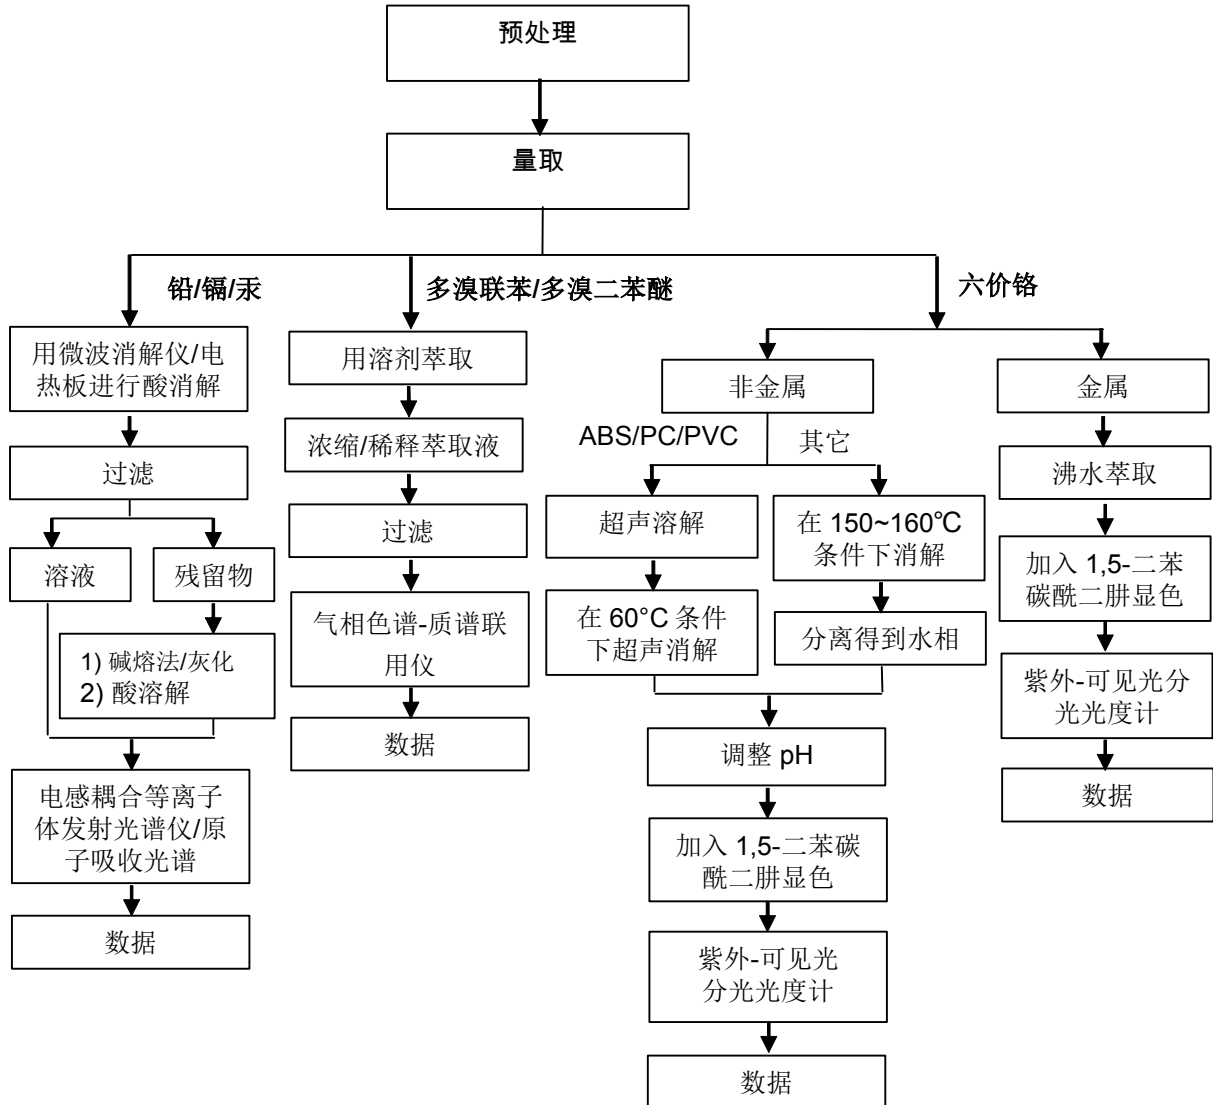 预处理
量取
铅/镉/汞
多溴联苯/多溴二苯醚
六价铬
用微波消解仪/电
热板进行酸消解
过滤
溶液
残留物
1) 碱熔法/灰化
2) 酸溶解
电感耦合等离子
体发射光谱仪/原
子吸收光谱
数据
用溶剂萃取
浓缩/稀释萃取液
过滤
气相色谱-质谱联
用仪
数据
非金属
ABS/PC/PVC
其它
超声溶解
在 60°C 条件
下超声消解
在 150~160℃
条件下消解
分离得到水相
调整 pH
加入 1,5-二苯碳
酰二肼显色
紫外-可见光
分光光度计
数据
金属
沸水萃取
加入 1,5-二苯
碳酰二肼显色
紫外-可见光分
光光度计
数据